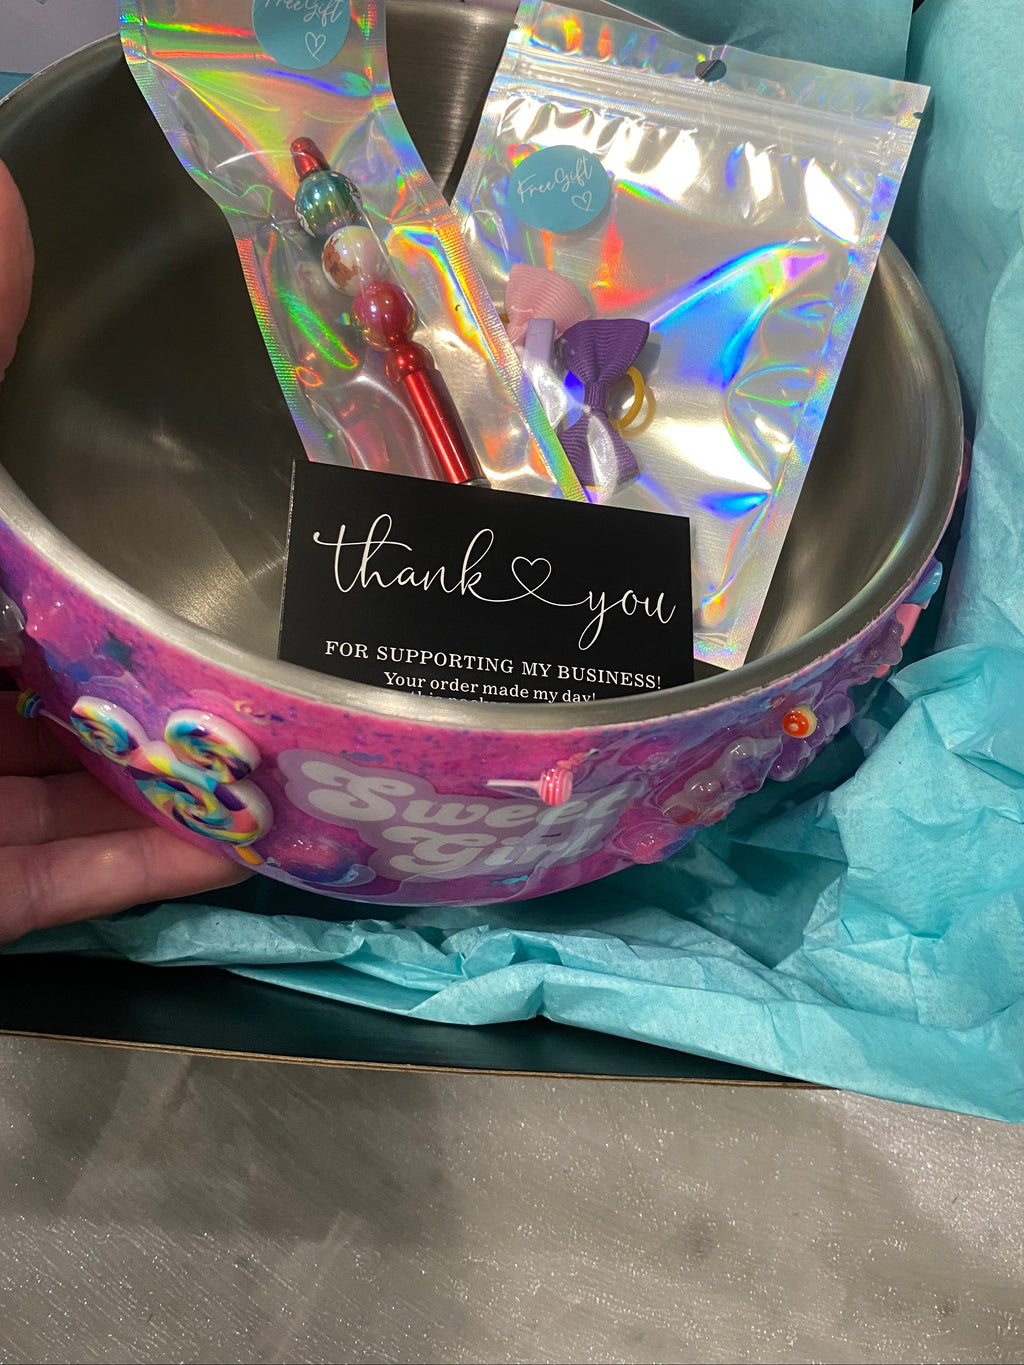 Free Gift
Free Gift
thank you
FOR SUPPORTING MY BUSINESS!
Your order made my day!
Sweet
Girl